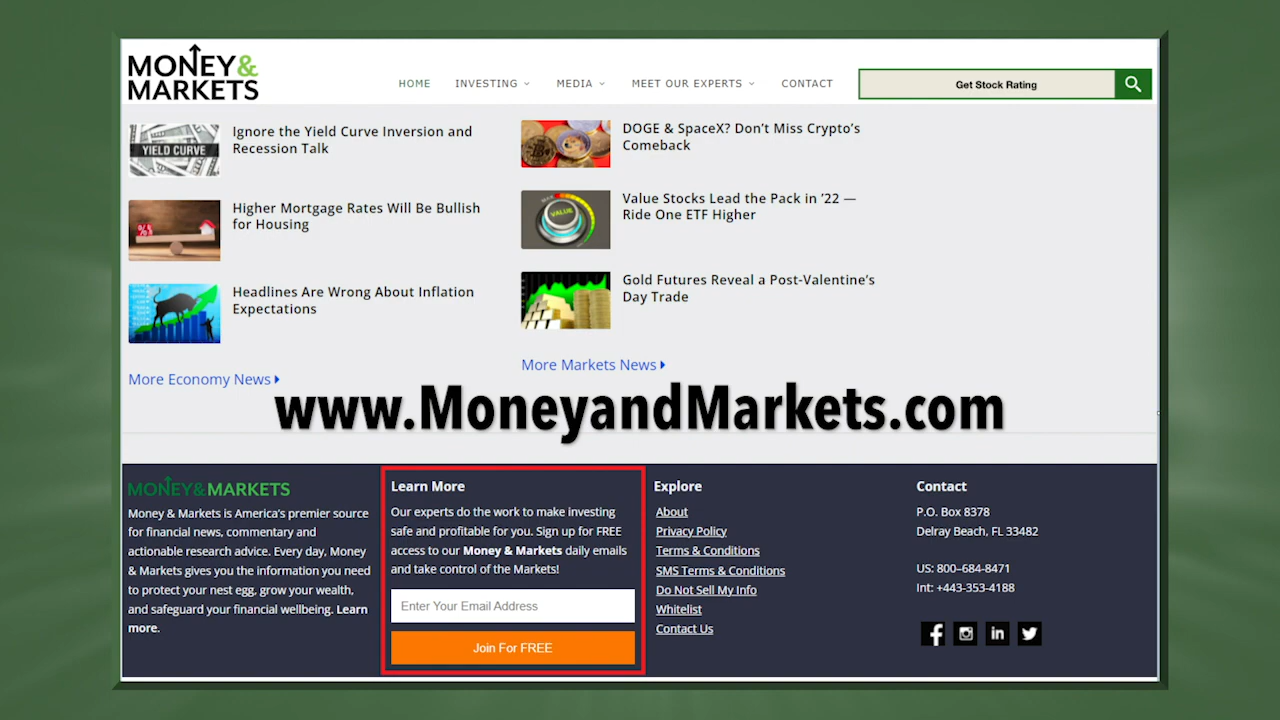 MONEY&
MARKETS
HOME
INVESTING
MEDIA
MEET OUR EXPERTS
CONTACT
Get Stock Rating
YIELD CURVE
Ignore the Yield Curve Inversion and
Recession Talk
%$
Higher Mortgage Rates Will Be Bullish
for Housing
Headlines Are Wrong About Inflation
Expectations
More Economy News
DOGE & SpaceX? Don’t Miss Crypto’s
Comeback
VALUE
Value Stocks Lead the Pack in ’22 —
Ride One ETF Higher
Gold Futures Reveal a Post-Valentine’s
Day Trade
More Markets News
www.MoneyandMarkets.com
MONEY&MARKETS
Money & Markets is America’s premier source
for financial news, commentary and
actionable research advice. Every day, Money
& Markets gives you the information you need
to protect your nest egg, grow your wealth,
and safeguard your financial wellbeing. Learn
more.
Learn More
Our experts do the work to make investing
safe and profitable for you. Sign up for FREE
access to our Money & Markets daily emails
and take control of the Markets!
Enter Your Email Address
Join For FREE
Explore
About
Privacy Policy
Terms & Conditions
SMS Terms & Conditions
Do Not Sell My Info
Whitelist
Contact Us
Contact
P.O. Box 8378
Delray Beach, FL 33482
US: 800–684-8471
Int: +443-353-4188